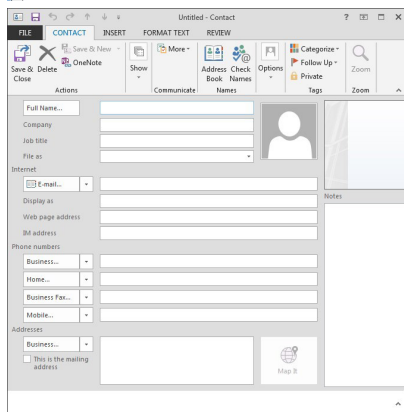 Untitled - Contact
FILE CONTACT INSERT FORMAT TEXT REVIEW
Save & Close
Delete
Save & New
OneNote
Actions
Show
More
Communicate
Address Book
Check Names
Names
Options
Categorize
Follow Up
Private
Tags
Zoom
Zoom
Full Name...
Company
Job title
File as
Internet
E-mail...
Display as
Web page address
IM address
Phone numbers
Business...
Home...
Business Fax...
Mobile...
Addresses
Business...
This is the mailing
address
Map It
Notes